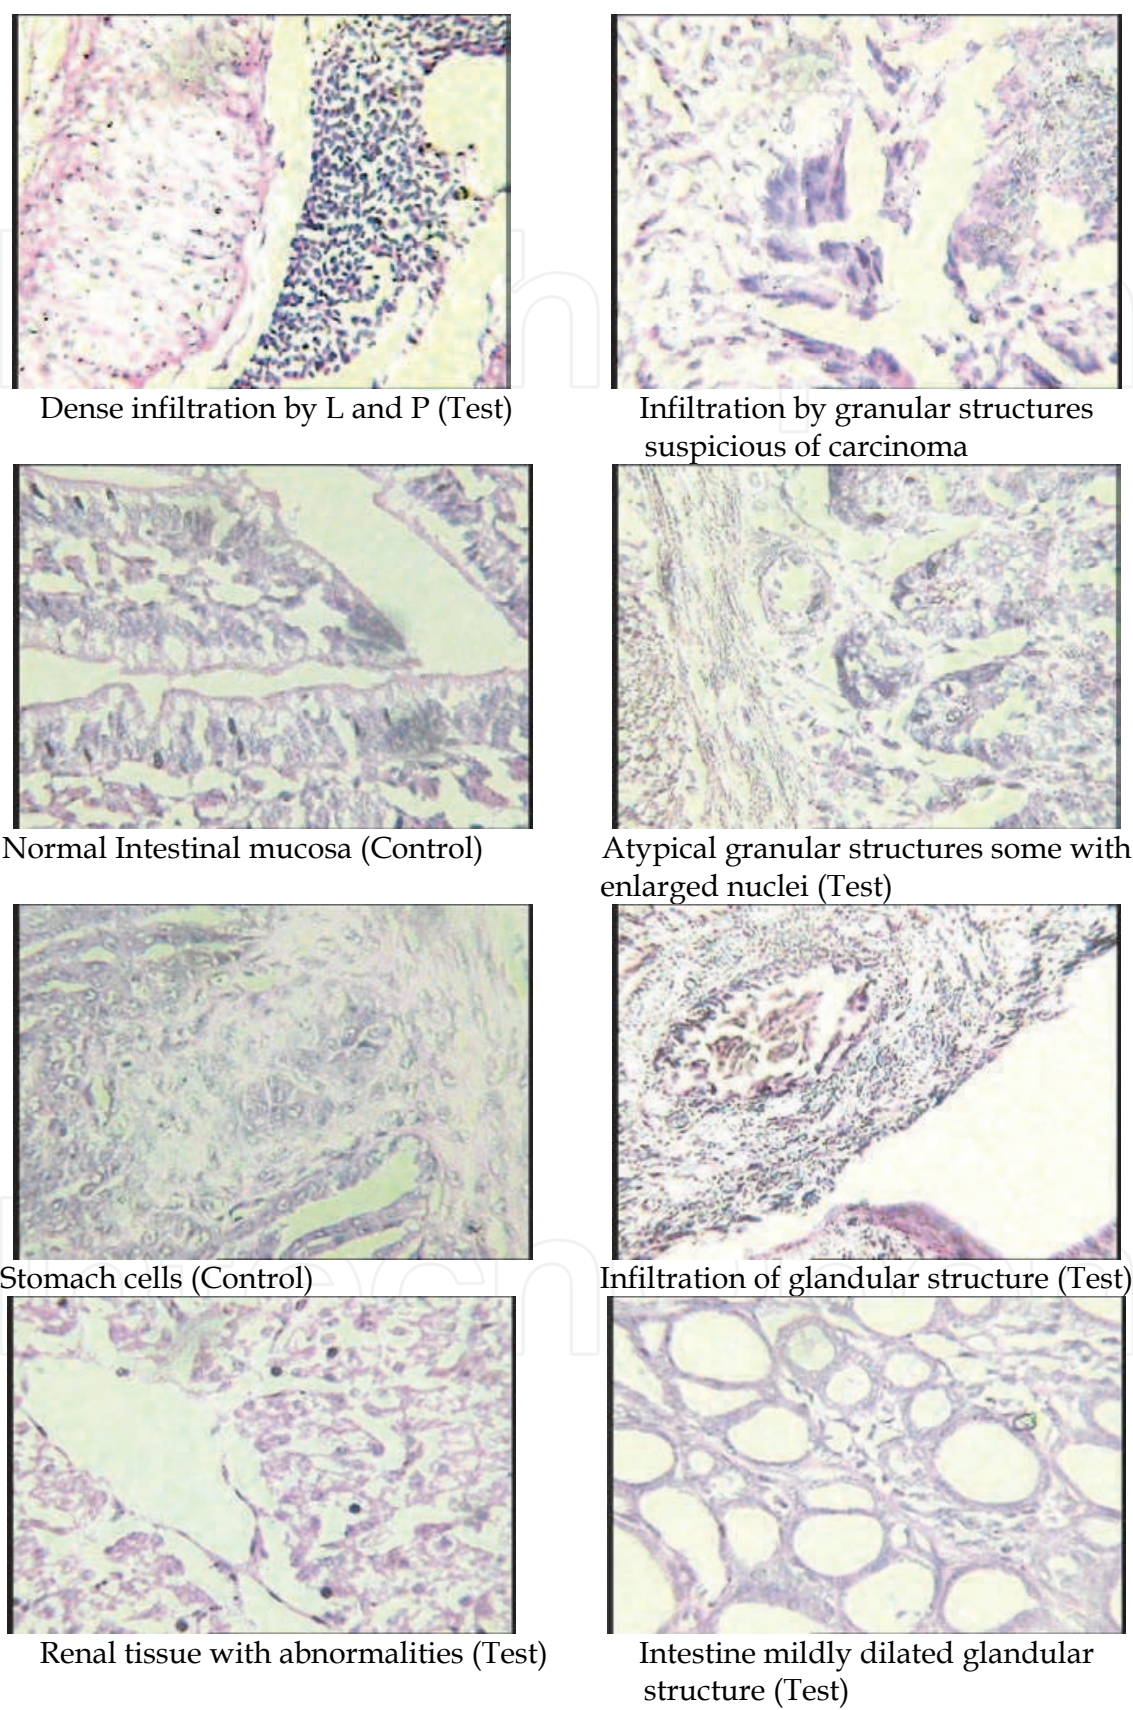 Dense infiltration by L and P (Test)
Infiltration by granular structures
suspicious of carcinoma
Normal Intestinal mucosa (Control)
Atypical granular structures some with
enlarged nuclei (Test)
Stomach cells (Control)
Infiltration of glandular structure (Test)
Renal tissue with abnormalities (Test)
Intestine mildly dilated glandular
structure (Test)